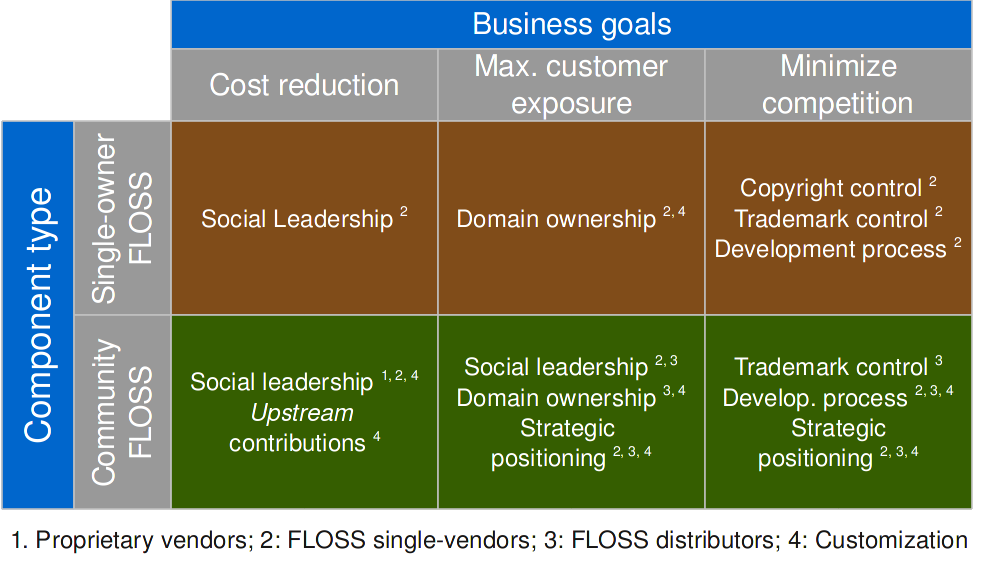 Business goals
Cost reduction
Max. customer
exposure
Minimize
competition
Component type
Single-owner
FLOSS
Social Leadership 2
Domain ownership 2, 4
Copyright control 2
Trademark control 2
Development process 2
Community
FLOSS
Social leadership 1, 2, 4
Upstream
contributions 4
Social leadership 2, 3
Domain ownership 3, 4
Strategic
positioning 2, 3, 4
Trademark control 3
Develop. process 2, 3, 4
Strategic
positioning 2, 3, 4
1. Proprietary vendors; 2: FLOSS single-vendors; 3: FLOSS distributors; 4: Customization